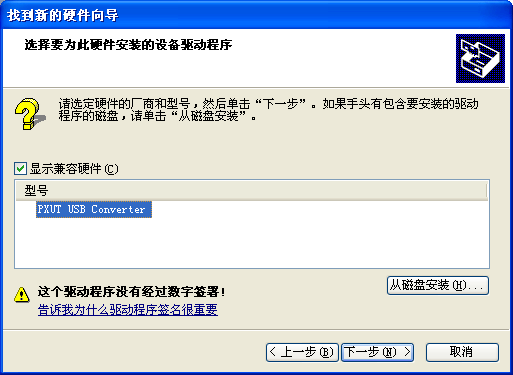 找到新的硬件向导
选择要为此硬件安装的设备驱动程序
请选定硬件的厂商和型号，然后单击“下一步”。如果手头有包含要安装的驱动
程序的磁盘，请单击“从磁盘安装”。
显示兼容硬件(C)
型号
PXUT USB Converter
这个驱动程序没有经过数字签署!
告诉我为什么驱动程序签名很重要
从磁盘安装(H)...
< 上一步(B)
下一步(N) >
取消